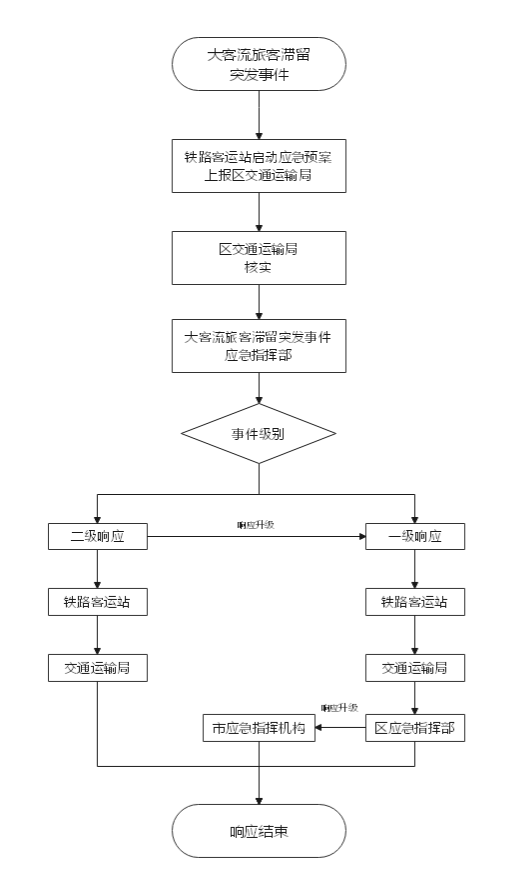 大客流旅客滞留
突发事件
铁路客运站启动应急预案
上报区交通运输局
区交通运输局
核实
大客流旅客滞留突发事件
应急指挥部
事件级别
二级响应
响应升级
一级响应
铁路客运站
铁路客运站
交通运输局
交通运输局
响应升级
市应急指挥机构
区应急指挥部
响应结束